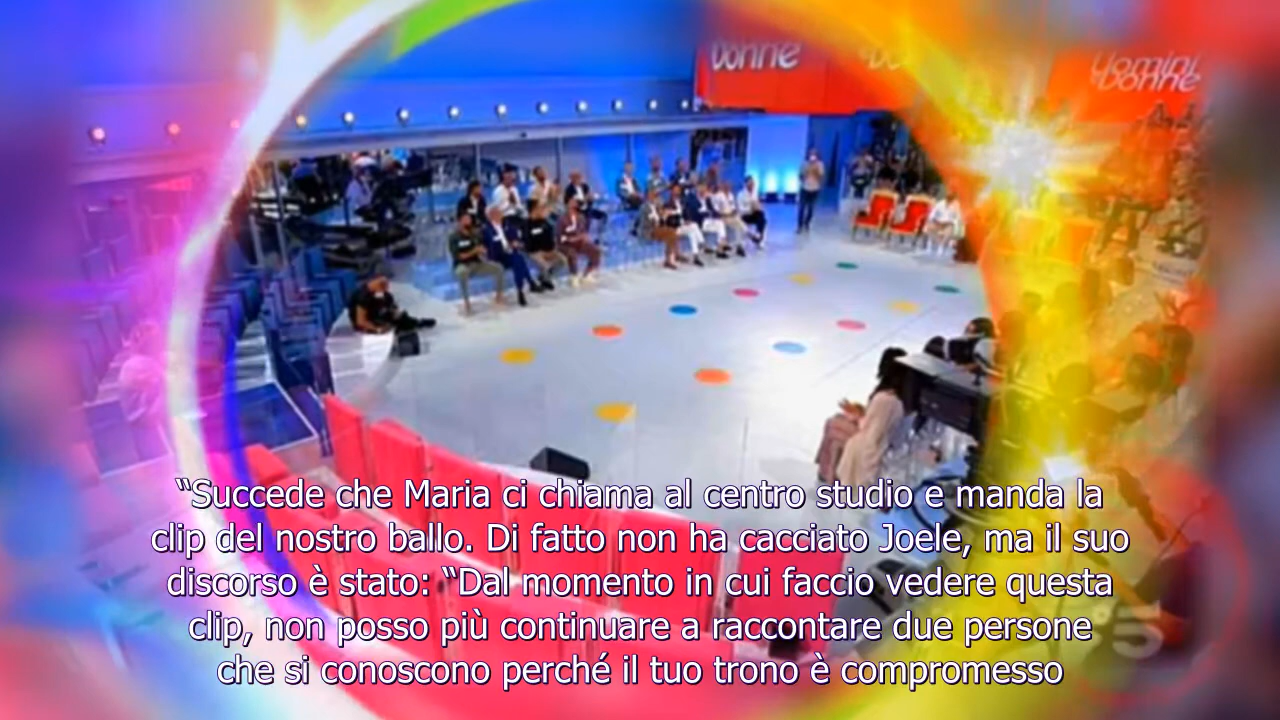 Donne
Uomini
Donne
“Succede che Maria ci chiama al centro studio e manda la
clip del nostro ballo. Di fatto non ha cacciato Joele, ma il suo
discorso è stato: “Dal momento in cui faccio vedere questa
clip, non posso più continuare a raccontare due persone
che si conoscono perché il tuo trono è compromesso
5